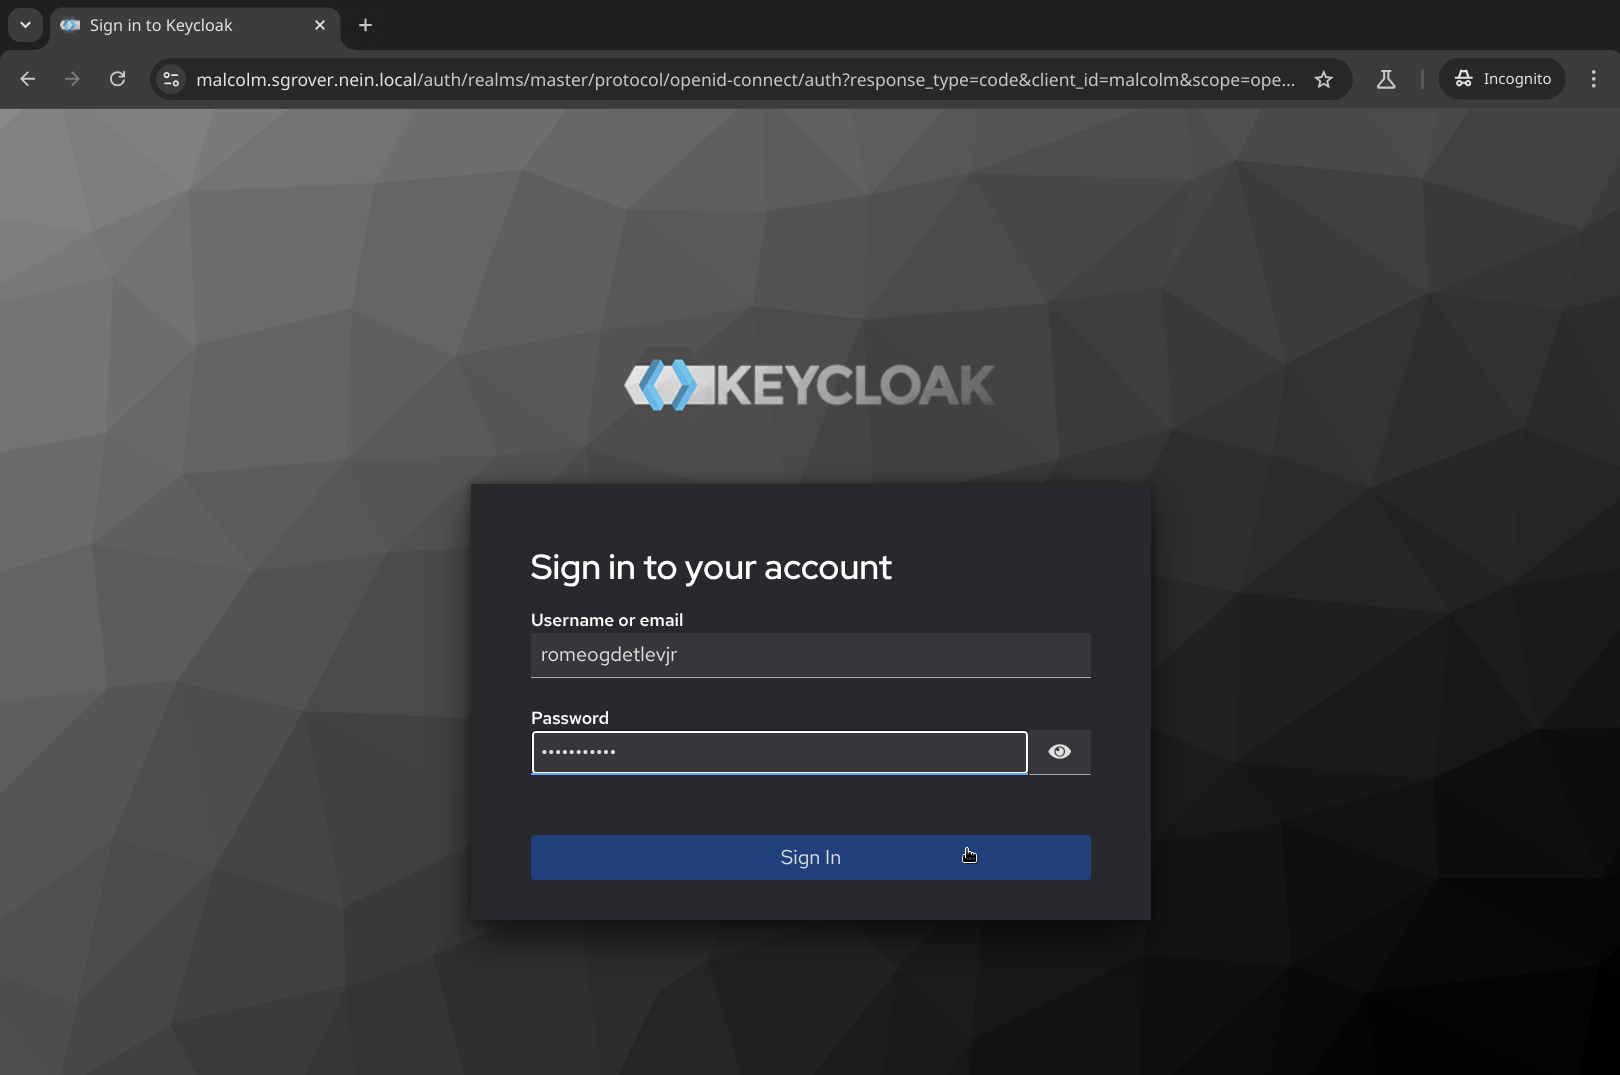 Sign in to Keycloak
malcolm.sgrover.nein.local/auth/realms/master/protocol/openid-connect/auth?response_type=code&client_id=malcolm&scope=ope...
Incognito
KEYCLOAK
Sign in to your account
Username or email
romeogdetlevjr
Password
•••••••••••
Sign In